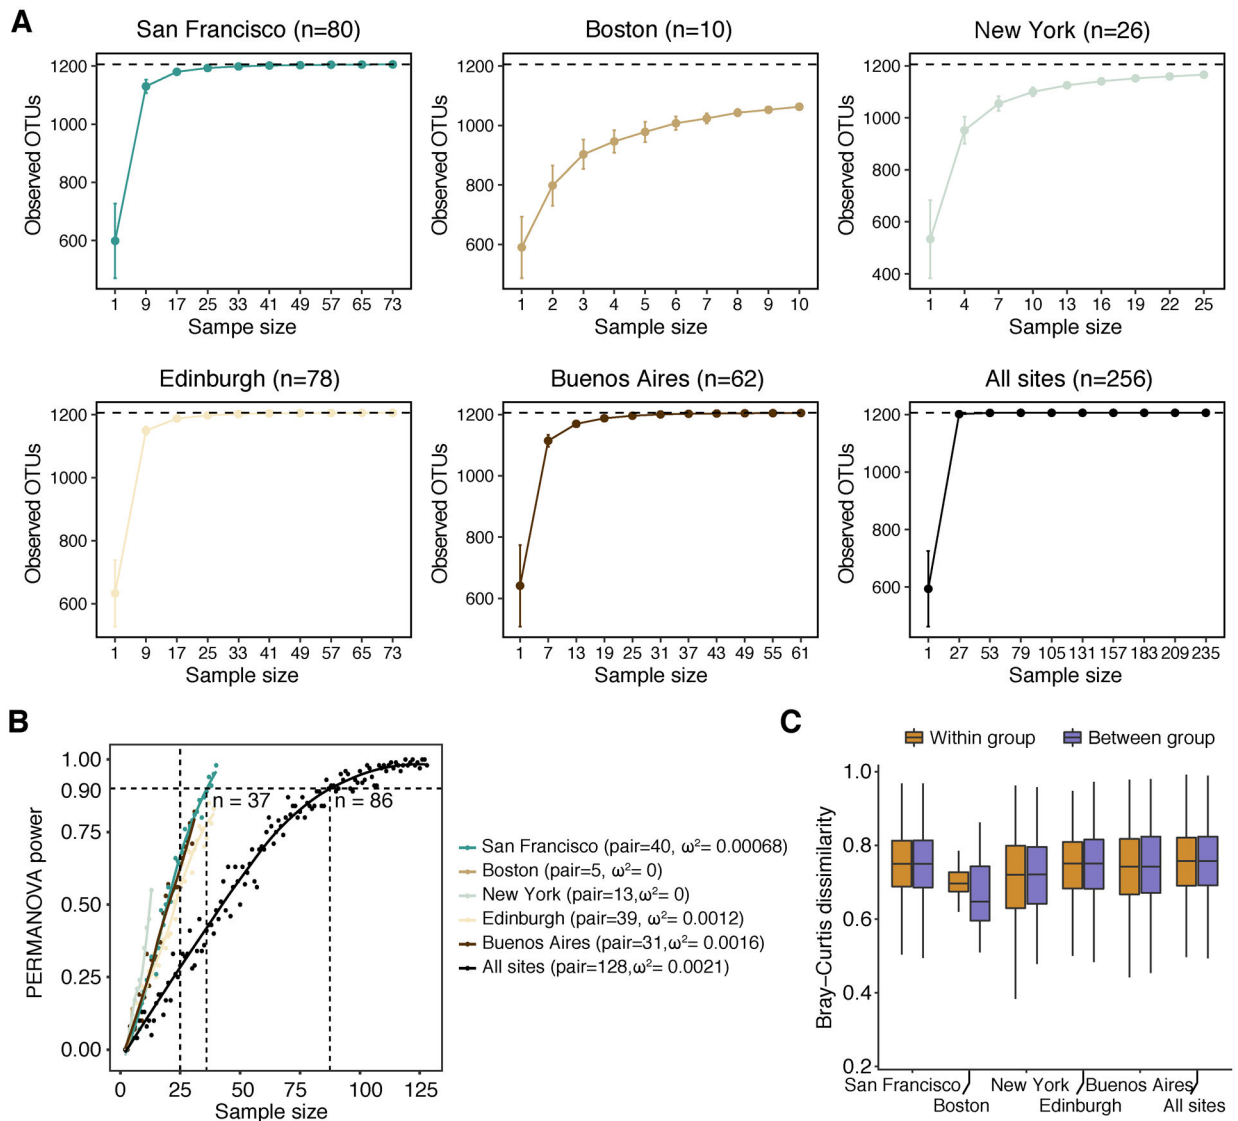 A
San Francisco (n=80)
Boston (n=10)
New York (n=26)
Observed OTUs
1200
1000
800
600
1 9 17 25 33 41 49 57 65 73
Sampe size
Observed OTUs
1200
1000
800
600
1 2 3 4 5 6 7 8 9 10
Sample size
Observed OTUs
1200
1000
800
600
400
1 4 7 10 13 16 19 22 25
Sample size
Edinburgh (n=78)
Buenos Aires (n=62)
All sites (n=256)
Observed OTUs
1200
1000
800
600
1 9 17 25 33 41 49 57 65 73
Sample size
Observed OTUs
1200
1000
800
600
1 7 13 19 25 31 37 43 49 55 61
Sample size
Observed OTUs
1200
1000
800
600
1 27 53 79 105 131 157 183 209 235
Sample size
B
PERMANOVA power
1.00
0.90
0.75
0.50
0.25
0.00
n = 37
n = 86
0 25 50 75 100 125
Sample size
San Francisco (pair=40, ω²= 0.00068)
Boston (pair=5, ω²= 0)
New York (pair=13,ω²= 0)
Edinburgh (pair=39, ω²= 0.0012)
Buenos Aires (pair=31,ω²= 0.0016)
All sites (pair=128,ω²= 0.0021)
C
Within group
Between group
Bray–Curtis dissimilarity
1.0
0.8
0.6
0.4
0.2
San Francisco
Boston
New York
Edinburgh
Buenos Aires
All sites